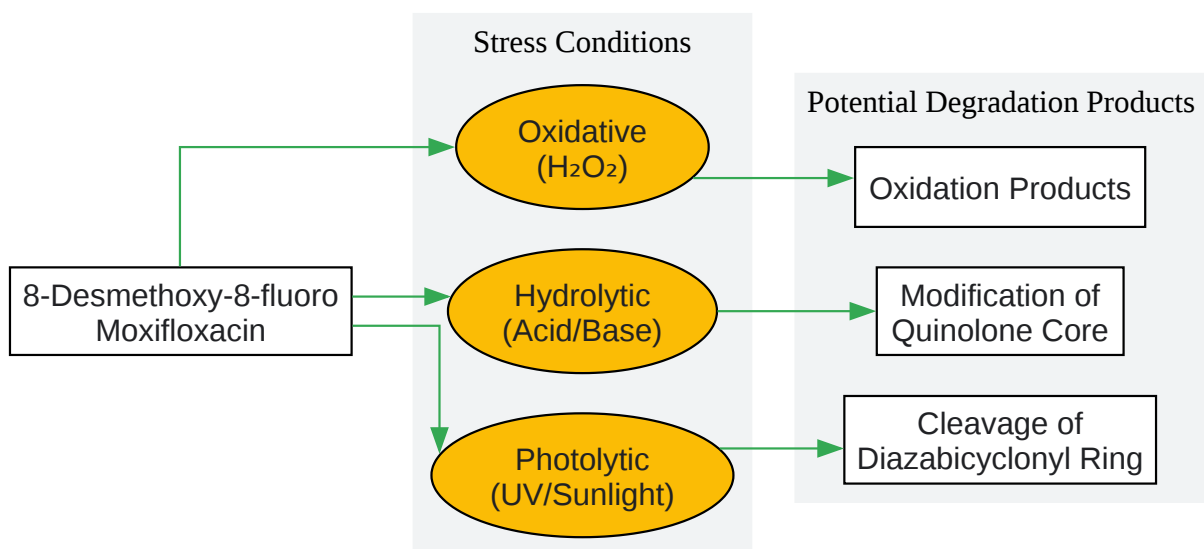 Stress Conditions
Potential Degradation Products
Oxidative
(H₂O₂)
Oxidation Products
8-Desmethoxy-8-fluoro
Moxifloxacin
Hydrolytic
(Acid/Base)
Modification of
Quinolone Core
Photolytic
(UV/Sunlight)
Cleavage of
Diazabicyclonyl Ring